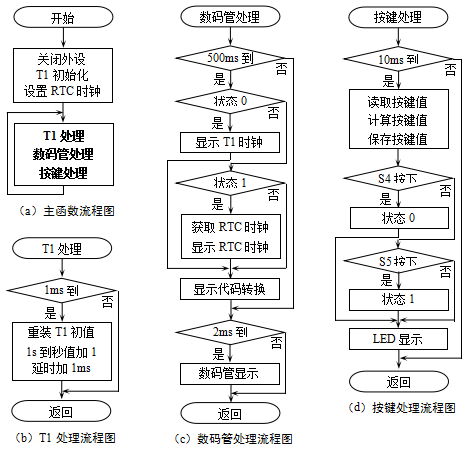 开始
关闭外设
T1 初始化
设置 RTC 时钟
T1 处理
数码管处理
按键处理
(a) 主函数流程图
T1 处理
1ms 到
否
是
重装 T1 初值
1s 到秒值加 1
延时加 1ms
返回
(b) T1 处理流程图
数码管处理
500ms 到
否
是
状态 0
否
是
显示 T1 时钟
状态 1
否
是
获取 RTC 时钟
显示 RTC 时钟
显示代码转换
2ms 到
否
是
数码管显示
返回
(c) 数码管处理流程图
按键处理
10ms 到
否
是
读取按键值
计算按键值
保存按键值
S4 按下
否
是
状态 0
S5 按下
否
是
状态 1
LED 显示
返回
(d) 按键处理流程图